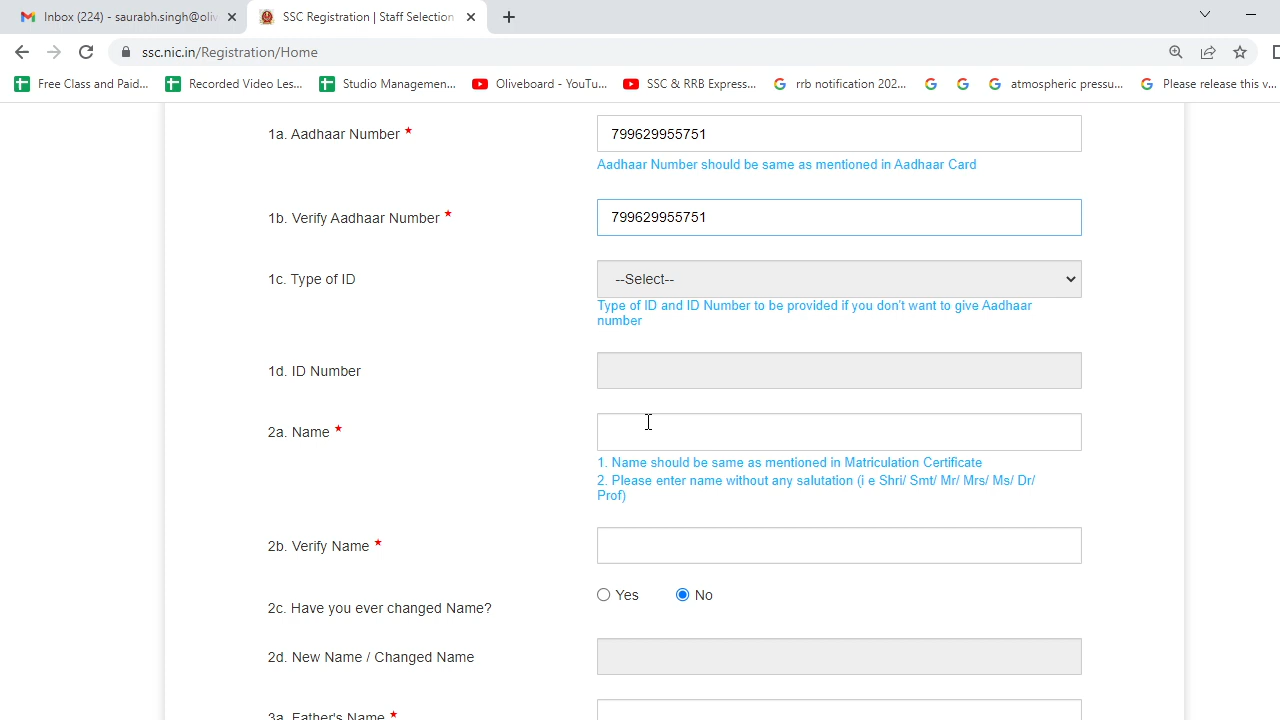 Inbox (224) - saurabh.singh@oliv
SSC Registration | Staff Selection
ssc.nic.in/Registration/Home
Free Class and Paid...
Recorded Video Les...
Studio Managemen...
Oliveboard - YouTu...
SSC & RRB Express...
rrb notification 202...
atmospheric pressu...
Please release this v...
1a. Aadhaar Number *
799629955751
Aadhaar Number should be same as mentioned in Aadhaar Card
1b. Verify Aadhaar Number *
799629955751
1c. Type of ID
--Select--
Type of ID and ID Number to be provided if you don't want to give Aadhaar
number
1d. ID Number
2a. Name *
1. Name should be same as mentioned in Matriculation Certificate
2. Please enter name without any salutation (i e Shri/ Smt/ Mr/ Mrs/ Ms/ Dr/
Prof)
2b. Verify Name *
Yes
No
2c. Have you ever changed Name?
2d. New Name / Changed Name
3a. Father's Name *